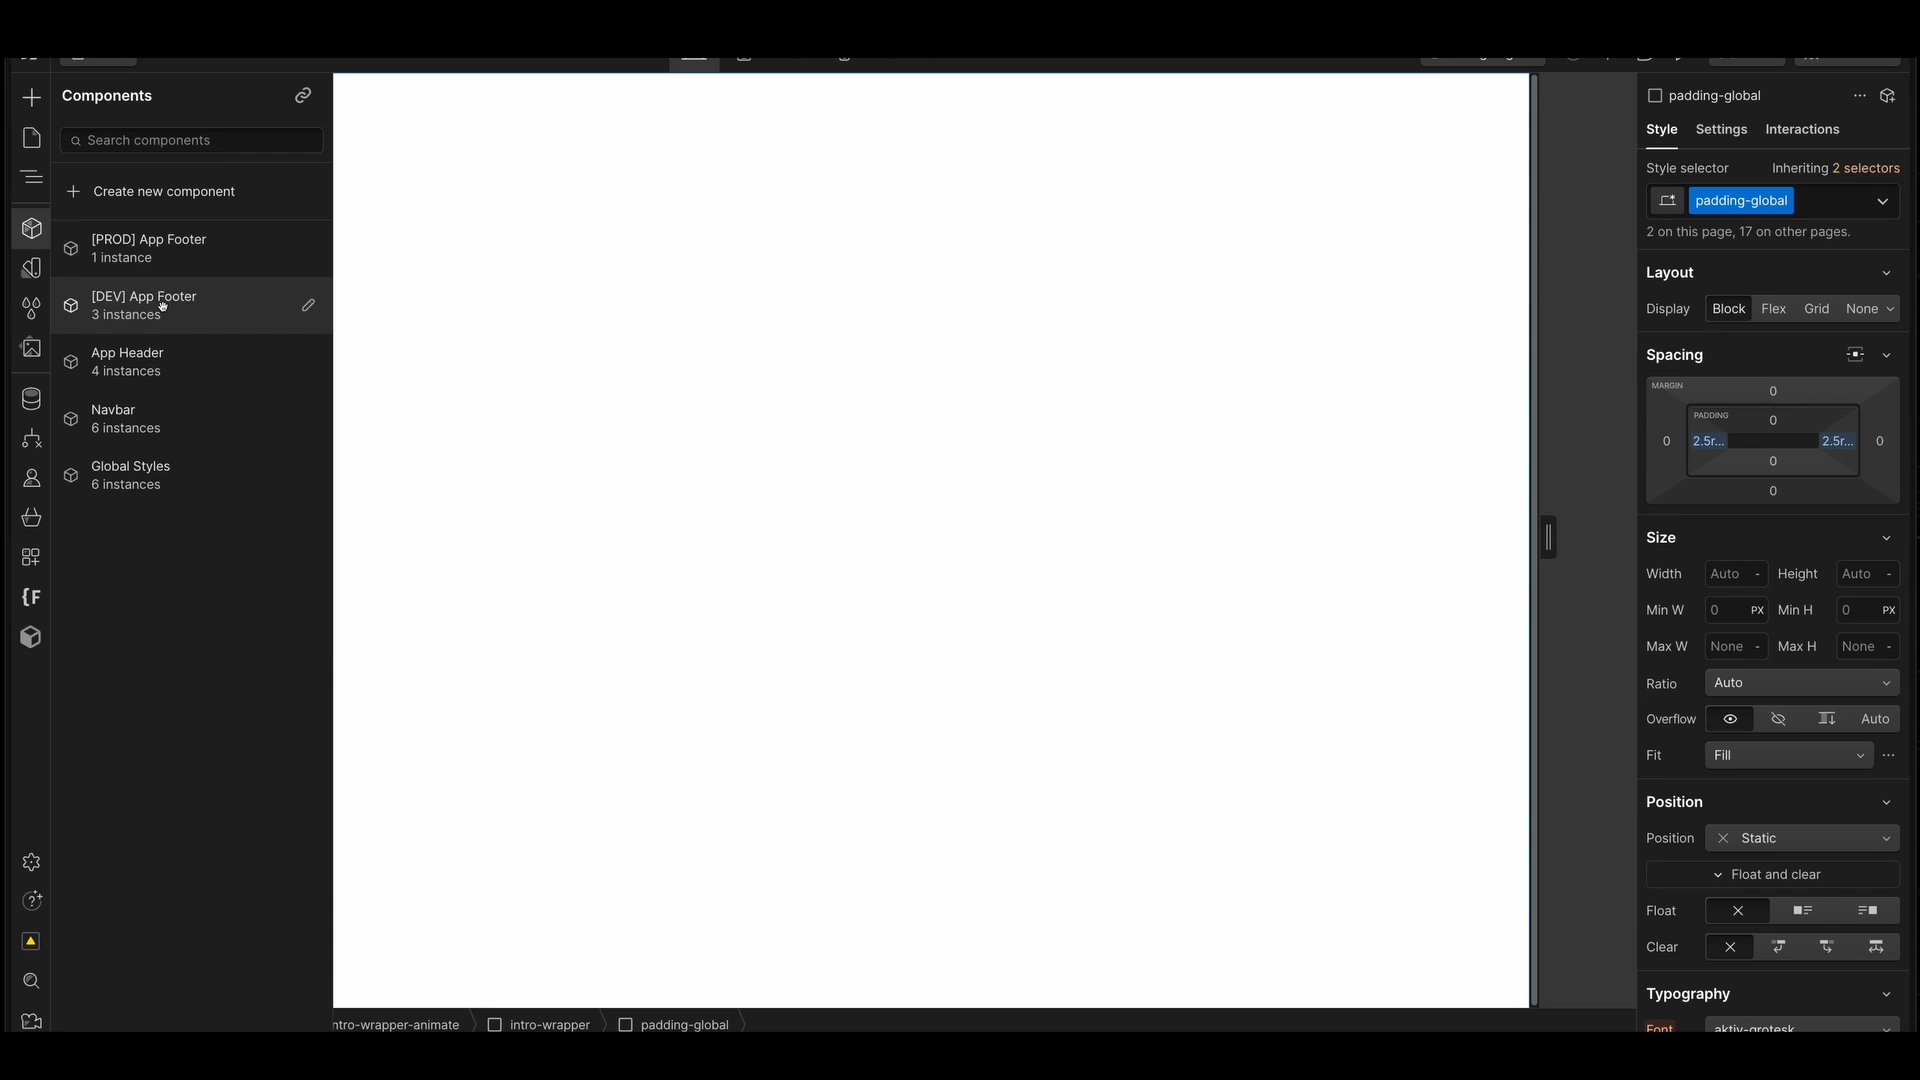 Components
Search components
Create new component
[PROD] App Footer
1 instance
[DEV] App Footer
3 instances
App Header
4 instances
Navbar
6 instances
Global Styles
6 instances
ntro-wrapper-animate
intro-wrapper
padding-global
padding-global
Style Settings Interactions
Style selector Inheriting 2 selectors
padding-global
2 on this page, 17 on other pages.
Layout
Display Block Flex Grid None
Spacing
MARGIN
0
PADDING
0
0 2.5r... 2.5r... 0
0
0
Size
Width Auto - Height Auto -
Min W 0 PX Min H 0 PX
Max W None - Max H None -
Ratio Auto
Overflow Auto
Fit Fill
Position
Position Static
Float and clear
Float
Clear
Typography
Font aktiv-grotesk